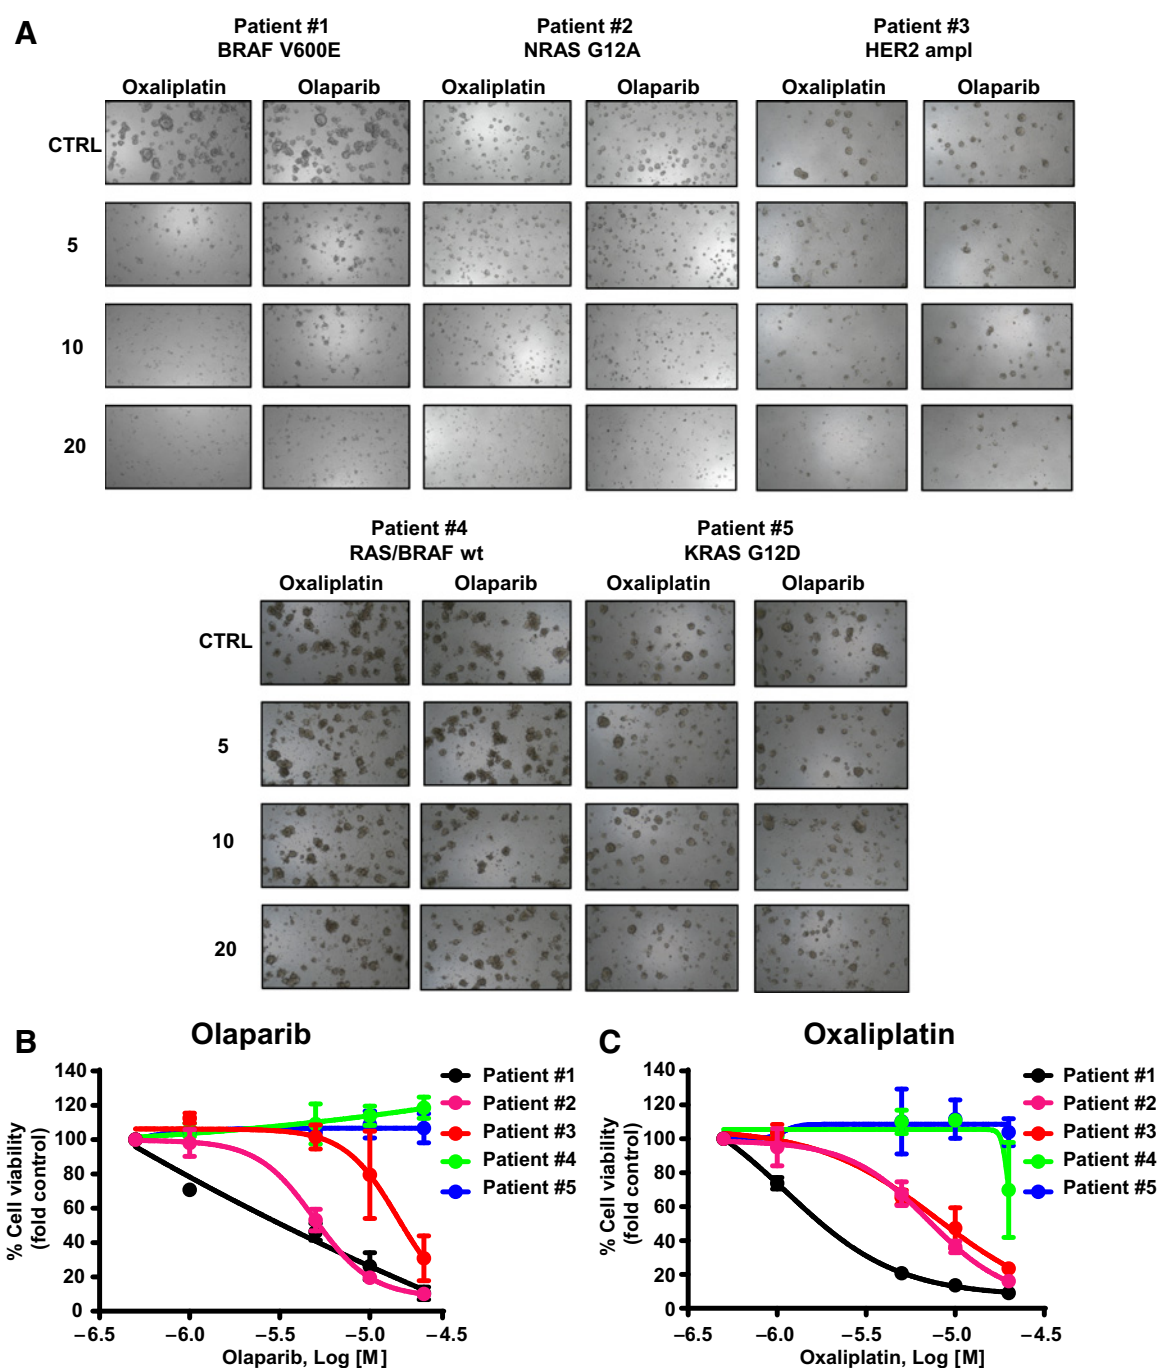 A
Patient #1
BRAF V600E
Patient #2
NRAS G12A
Patient #3
HER2 ampl
Oxaliplatin Olaparib Oxaliplatin Olaparib Oxaliplatin Olaparib
CTRL
5
10
20
Patient #4
RAS/BRAF wt
Patient #5
KRAS G12D
Oxaliplatin Olaparib Oxaliplatin Olaparib
CTRL
5
10
20
B
Olaparib
% Cell viability
(fold control)
140
120
100
80
60
40
20
0
−6.5 −6.0 −5.5 −5.0 −4.5
Olaparib, Log [M]
Patient #1
Patient #2
Patient #3
Patient #4
Patient #5
C
Oxaliplatin
% Cell viability
(fold control)
140
120
100
80
60
40
20
0
−6.5 −6.0 −5.5 −5.0 −4.5
Oxaliplatin, Log [M]
Patient #1
Patient #2
Patient #3
Patient #4
Patient #5